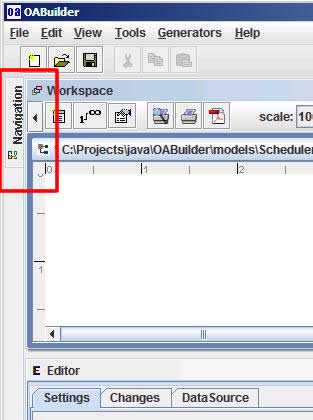 oa OABuilder
File Edit View Tools Generators Help
Navigation
Workspace
scale: 10
C:\Projects\java\OABuilder\models\Scheduler
0 1 2
1
E Editor
Settings Changes DataSource